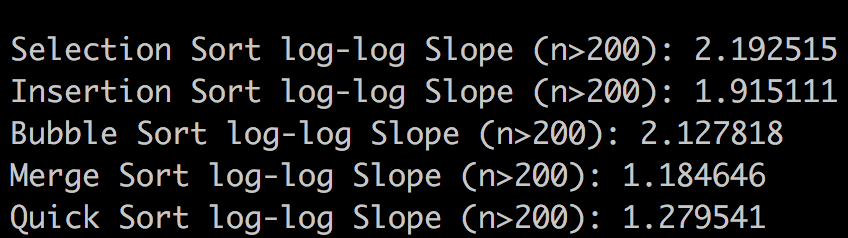 Selection Sort log-log Slope (n>200): 2.192515
Insertion Sort log-log Slope (n>200): 1.915111
Bubble Sort log-log Slope (n>200): 2.127818
Merge Sort log-log Slope (n>200): 1.184646
Quick Sort log-log Slope (n>200): 1.279541